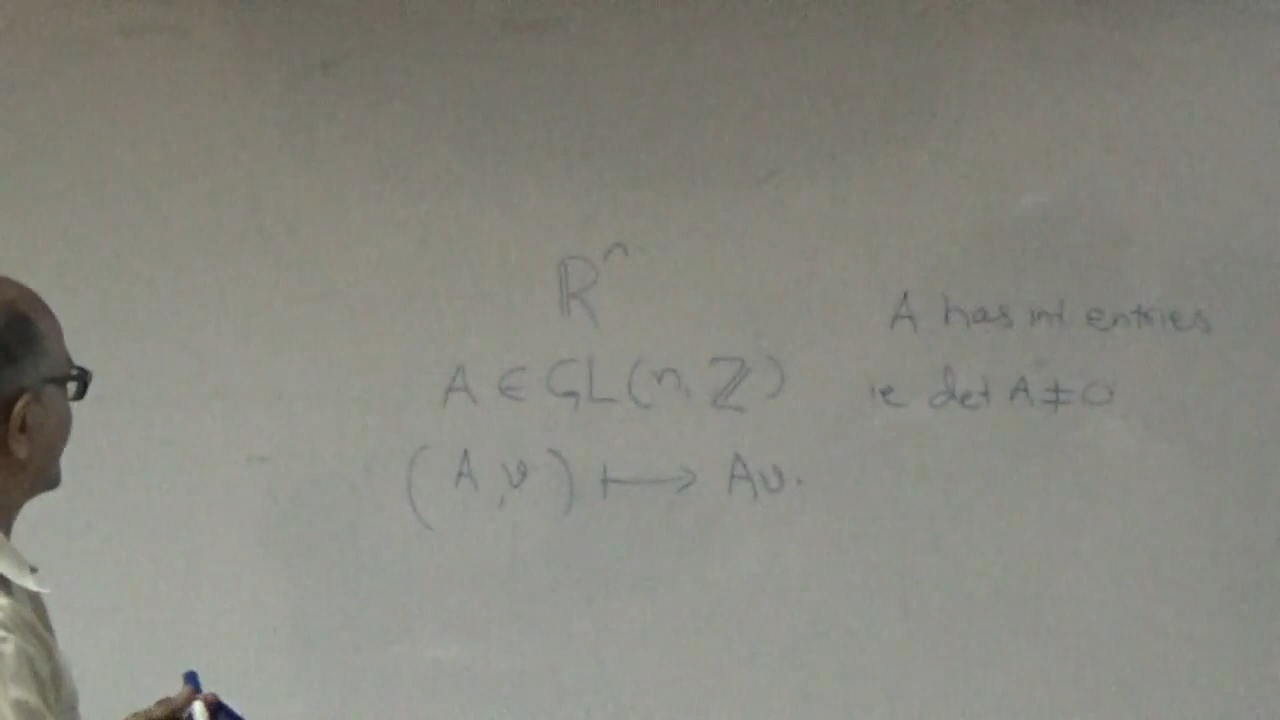 ℝⁿ
A ∈ GL(n, ℤ)
A has int entries
ie det A ≠ 0
(A, v) ↦ Av.